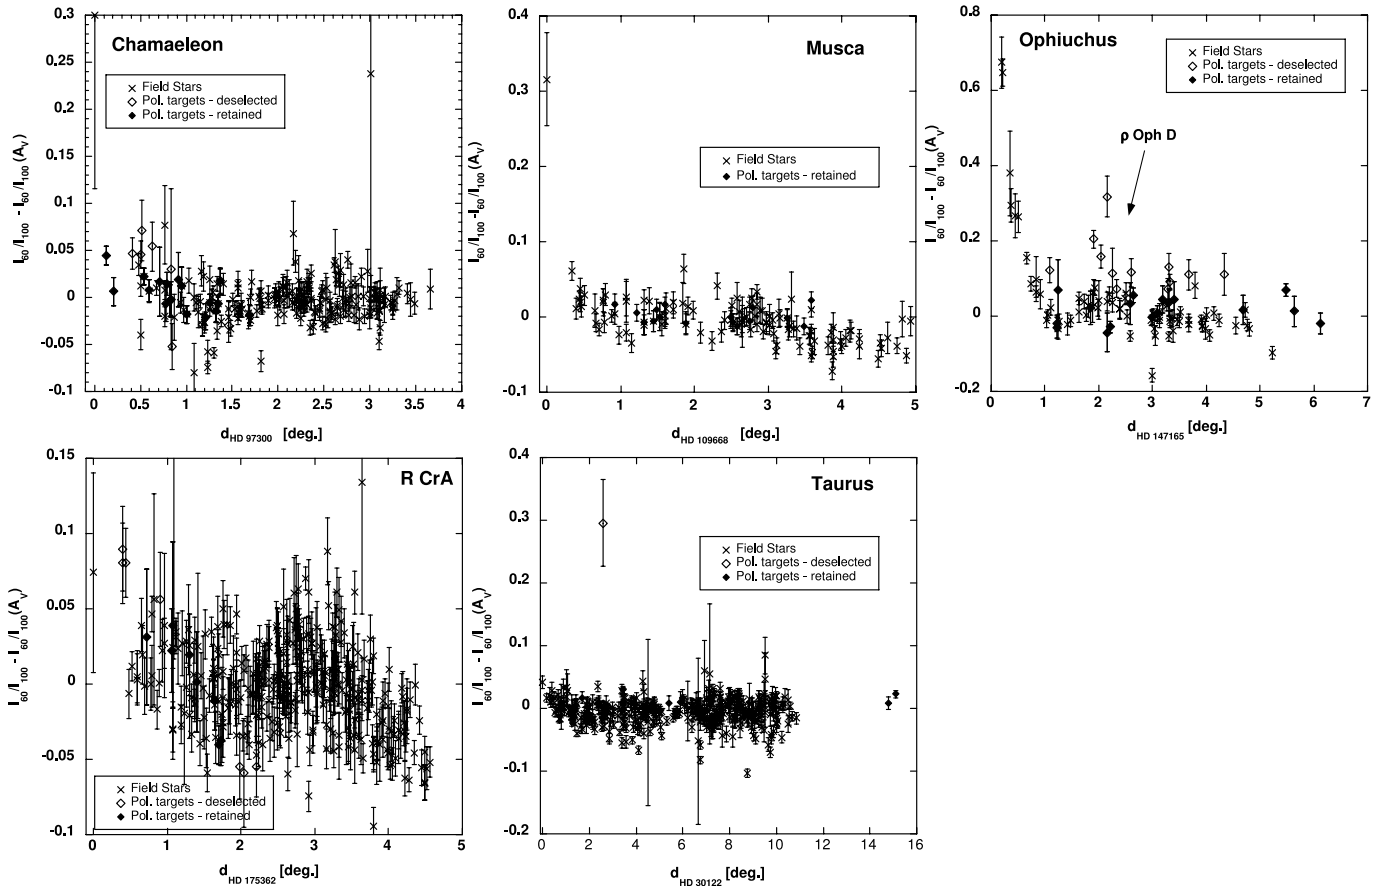 Chamaeleon
× Field Stars
◇ Pol. targets - deselected
◆ Pol. targets - retained
I60/I100 - I60/I100(AV)
0.3
0.25
0.2
0.15
0.1
0.05
0
-0.05
-0.1
0 0.5 1 1.5 2 2.5 3 3.5 4
d HD 97300 [deg.]
Musca
× Field Stars
◆ Pol. targets - retained
I60/I100 -I60/I100(AV)
0.4
0.3
0.2
0.1
0
-0.1
0 1 2 3 4 5
d HD 109668 [deg.]
Ophiuchus
× Field Stars
◇ Pol. targets - deselected
◆ Pol. targets - retained
ρ Oph D
I60/I100 - I60/I100(AV)
0.8
0.6
0.4
0.2
0
-0.2
0 1 2 3 4 5 6 7
d HD 147165 [deg.]
R CrA
× Field Stars
◇ Pol. targets - deselected
◆ Pol. targets - retained
I60/I100 - I60/I100(AV)
0.15
0.1
0.05
0
-0.05
-0.1
0 1 2 3 4 5
d HD 175362 [deg.]
Taurus
× Field Stars
◇ Pol. targets - deselected
◆ Pol. targets - retained
I60/I100 - I60/I100(AV)
0.4
0.3
0.2
0.1
0
-0.1
-0.2
0 2 4 6 8 10 12 14 16
d HD 30122 [deg.]